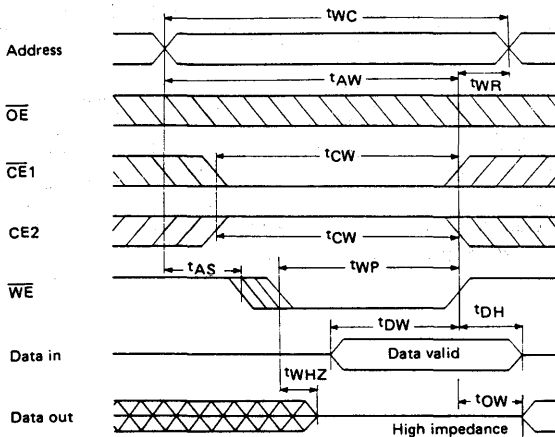 tWC
Address
tAW
tWR
OE
CE1
tCW
CE2
tCW
tAS
tWP
WE
tDW
tDH
Data in
Data valid
tWHZ
tOW
Data out
High impedance